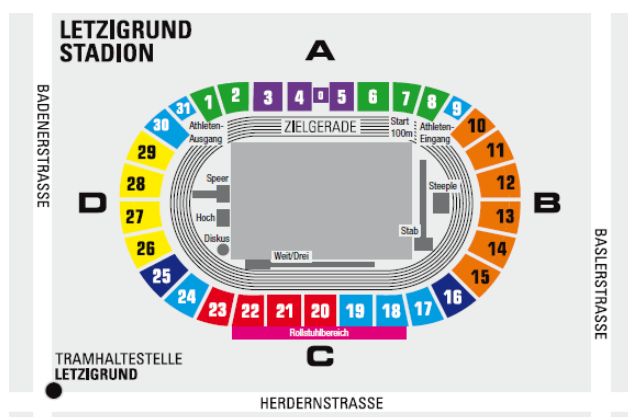 LETZIGRUND
STADION
A
BADENERSTRASSE
31
1
2
3
4
5
6
7
8
9
30
10
29
11
28
12
27
13
26
14
25
15
24
16
23
22
21
20
19
18
17
Athleten-
Ausgang
ZIELGERADE
Start
100m
Athleten-
Eingang
Speer
Steeple
Hoch
Diskus
Stab
Weit/Drei
D
B
BASLERSTRASSE
Rollstuhlbereich
C
TRAMHALTESTELLE
LETZIGRUND
HERDERNSTRASSE